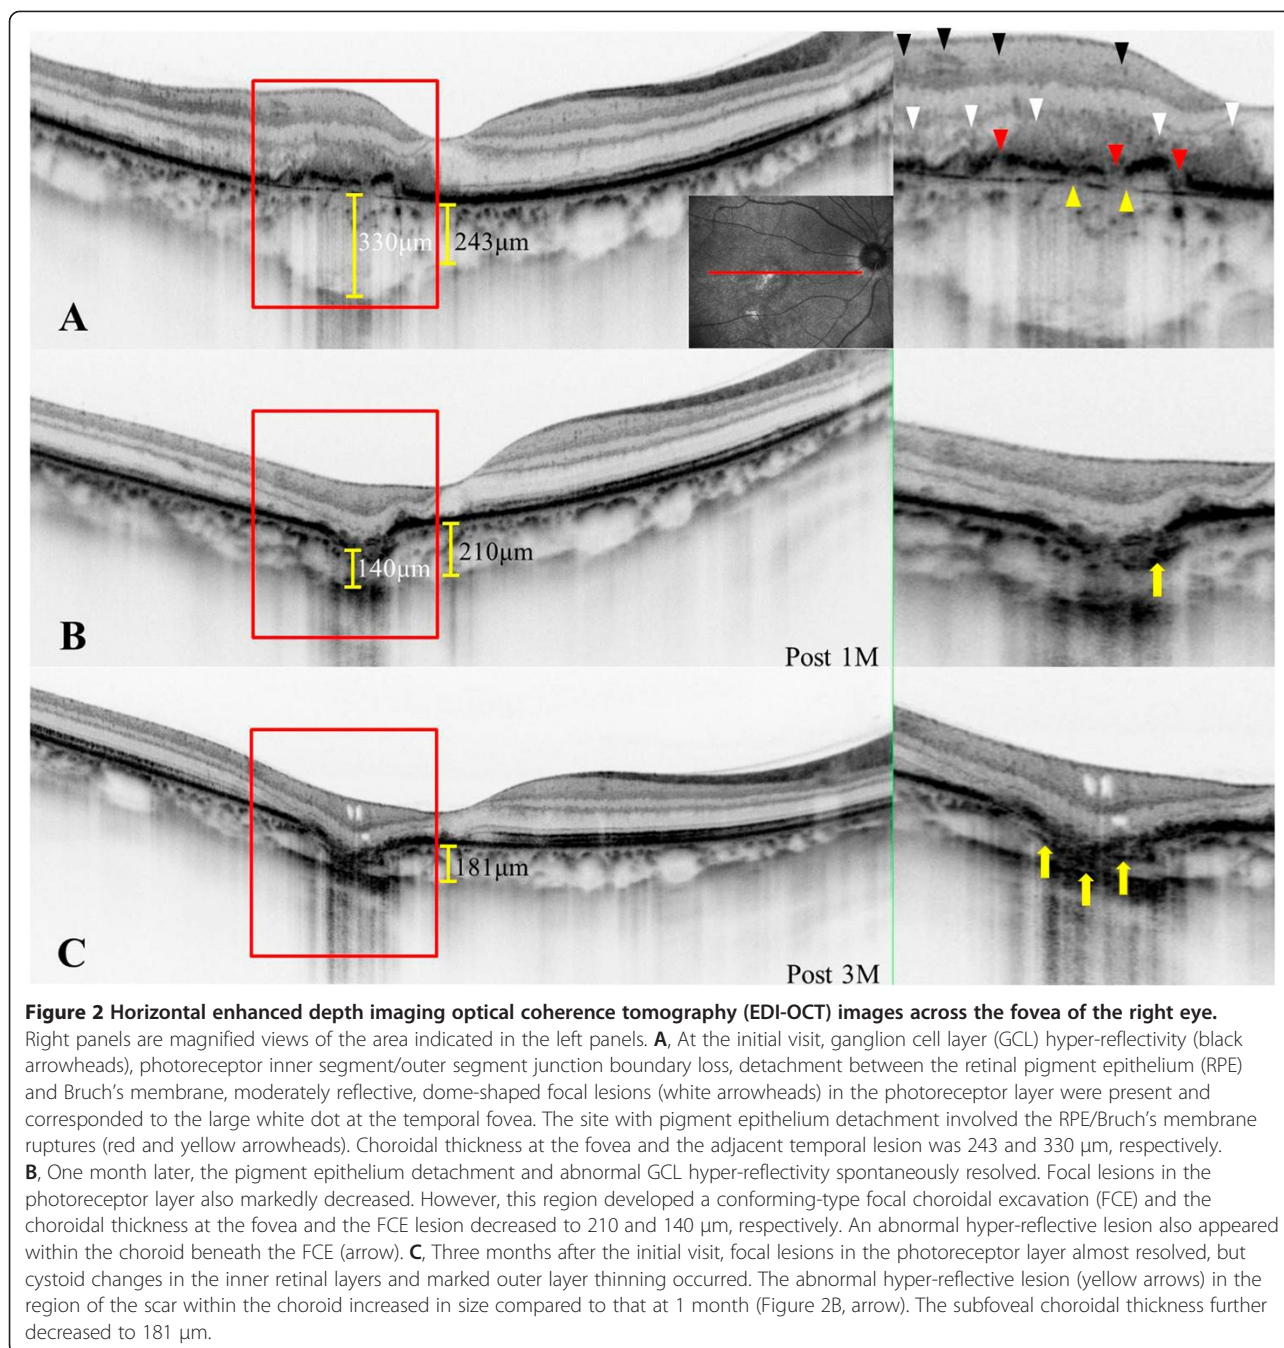 330μm
243μm
A
140μm
210μm
B
Post 1M
181μm
C
Post 3M
Figure 2 Horizontal enhanced depth imaging optical coherence tomography (EDI-OCT) images across the fovea of the right eye.
Right panels are magnified views of the area indicated in the left panels. A, At the initial visit, ganglion cell layer (GCL) hyper-reflectivity (black
arrowheads), photoreceptor inner segment/outer segment junction boundary loss, detachment between the retinal pigment epithelium (RPE)
and Bruch’s membrane, moderately reflective, dome-shaped focal lesions (white arrowheads) in the photoreceptor layer were present and
corresponded to the large white dot at the temporal fovea. The site with pigment epithelium detachment involved the RPE/Bruch’s membrane
ruptures (red and yellow arrowheads). Choroidal thickness at the fovea and the adjacent temporal lesion was 243 and 330 μm, respectively.
B, One month later, the pigment epithelium detachment and abnormal GCL hyper-reflectivity spontaneously resolved. Focal lesions in the
photoreceptor layer also markedly decreased. However, this region developed a conforming-type focal choroidal excavation (FCE) and the
choroidal thickness at the fovea and the FCE lesion decreased to 210 and 140 μm, respectively. An abnormal hyper-reflective lesion also appeared
within the choroid beneath the FCE (arrow). C, Three months after the initial visit, focal lesions in the photoreceptor layer almost resolved, but
cystoid changes in the inner retinal layers and marked outer layer thinning occurred. The abnormal hyper-reflective lesion (yellow arrows) in the
region of the scar within the choroid increased in size compared to that at 1 month (Figure 2B, arrow). The subfoveal choroidal thickness further
decreased to 181 μm.